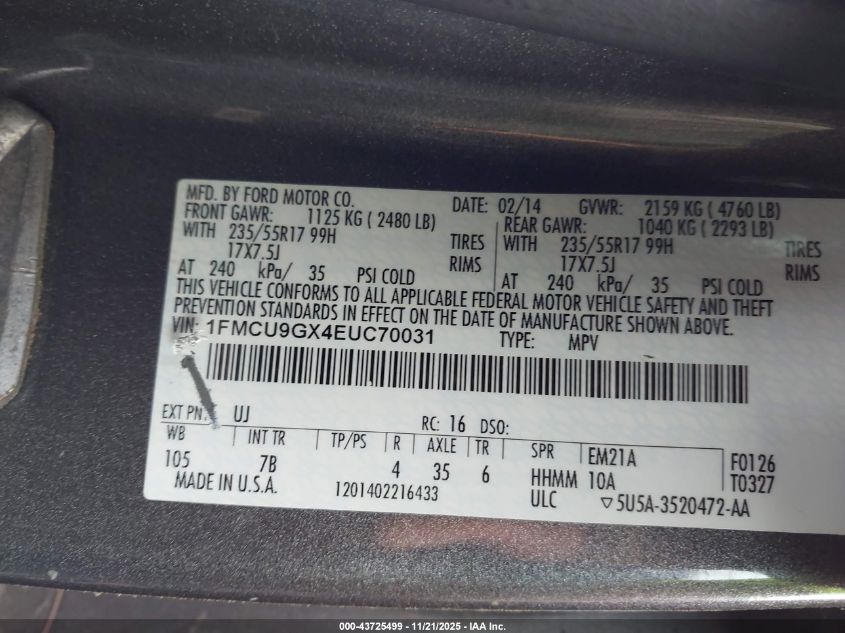 MFD. BY FORD MOTOR CO. DATE: 02/14 GVWR: 2159 KG ( 4760 LB)
FRONT GAWR: 1125 KG ( 2480 LB) REAR GAWR: 1040 KG ( 2293 LB)
WITH 235/55R17 99H TIRES WITH 235/55R17 99H TIRES
17X7.5J RIMS 17X7.5J RIMS
AT 240 kPa/ 35 PSI COLD AT 240 kPa/ 35 PSI COLD
THIS VEHICLE CONFORMS TO ALL APPLICABLE FEDERAL MOTOR VEHICLE SAFETY AND THEFT
PREVENTION STANDARDS IN EFFECT ON THE DATE OF MANUFACTURE SHOWN ABOVE.
VIN: 1FMCU9GX4EUC70031 TYPE: MPV
EXT PNT: UJ RC: 16 DSO:
WB INT TR TP/PS R AXLE TR SPR EM21A F0126
105 7B 4 35 6 HHMM 10A T0327
MADE IN U.S.A. 1201402216433 ULC ▽5U5A-3520472-AA
000-43725499 - 11/21/2025 - IAA Inc.